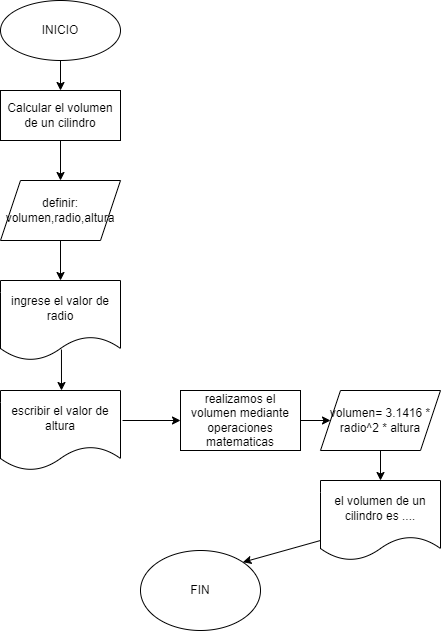 INICIO
Calcular el volumen
de un cilindro
definir:
volumen,radio,altura
ingrese el valor de
radio
escribir el valor de
altura
realizamos el
volumen mediante
operaciones
matematicas
volumen= 3.1416 *
radio^2 * altura
el volumen de un
cilindro es ....
FIN